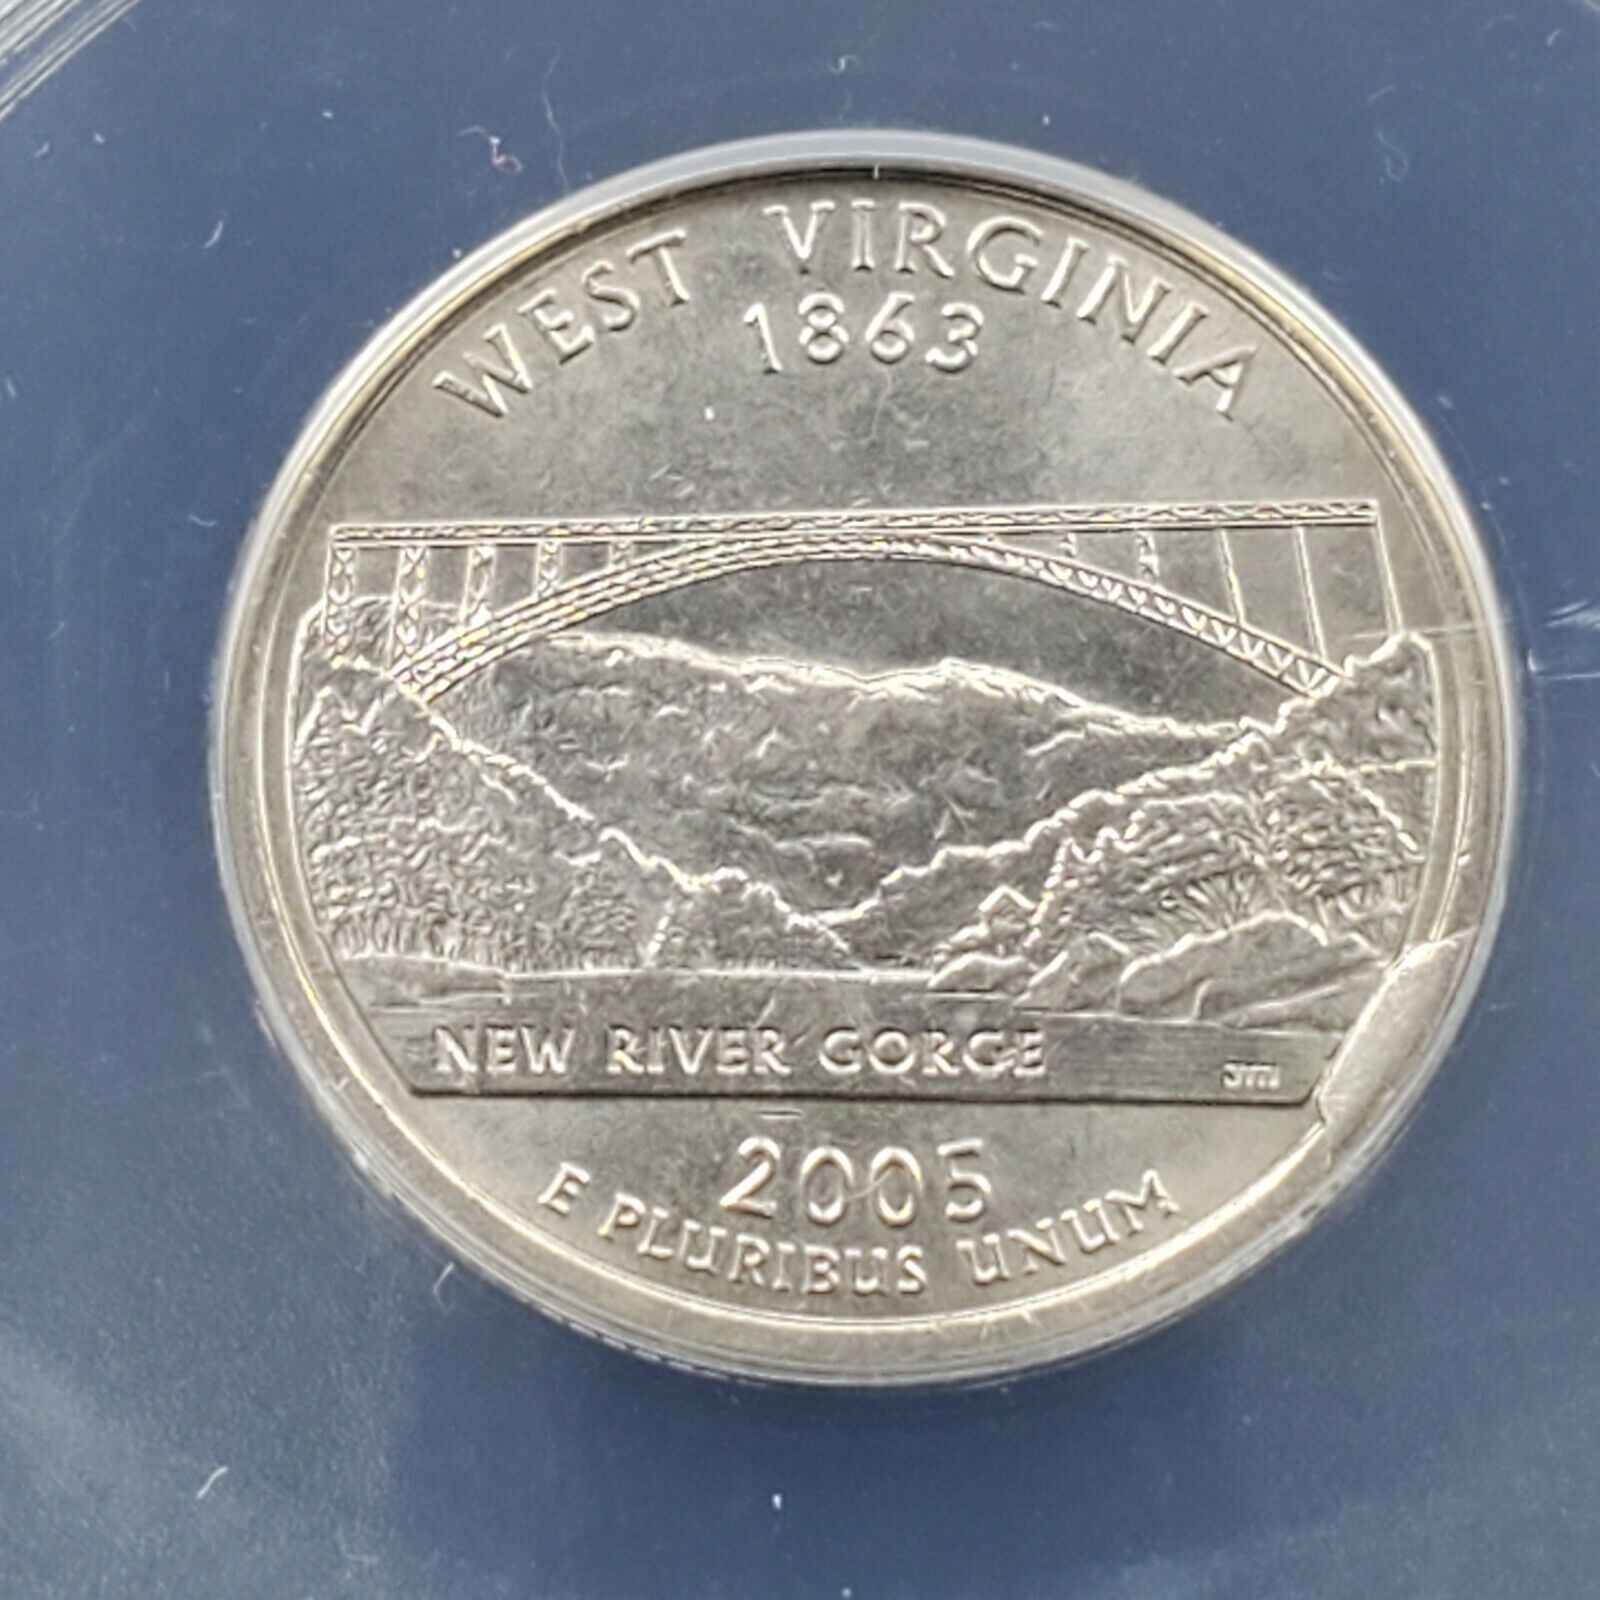 WEST VIRGINIA
1863
NEW RIVER GORGE
JM
2005
E PLURIBUS UNUM